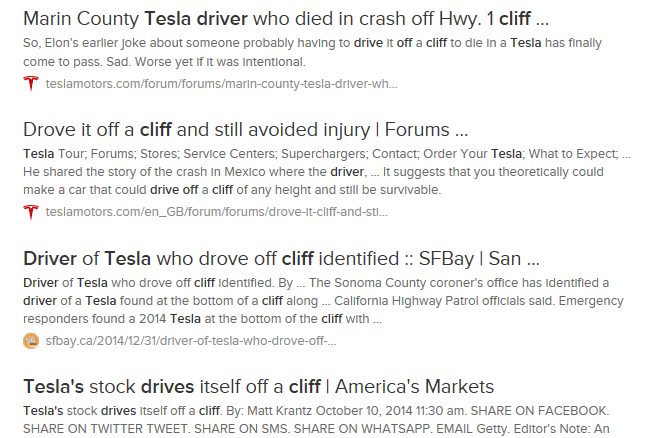 Marin County Tesla driver who died in crash off Hwy. 1 cliff ...
So, Elon's earlier joke about someone probably having to drive it off a cliff to die in a Tesla has finally
come to pass. Sad. Worse yet if it was intentional.
teslamotors.com/forum/forums/marin-county-tesla-driver-wh...
Drove it off a cliff and still avoided injury | Forums ...
Tesla Tour; Forums; Stores; Service Centers; Superchargers; Contact; Order Your Tesla; What to Expect; ...
He shared the story of the crash in Mexico where the driver, ... It suggests that you theoretically could
make a car that could drive off a cliff of any height and still be survivable.
teslamotors.com/en_GB/forum/forums/drove-it-cliff-and-sti...
Driver of Tesla who drove off cliff identified :: SFBay | San ...
Driver of Tesla who drove off cliff identified. By ... The Sonoma County coroner's office has identified a
driver of a Tesla found at the bottom of a cliff along ... California Highway Patrol officials said. Emergency
responders found a 2014 Tesla at the bottom of the cliff with ...
sfbay.ca/2014/12/31/driver-of-tesla-who-drove-off-...
Tesla's stock drives itself off a cliff | America's Markets
Tesla's stock drives itself off a cliff. By: Matt Krantz October 10, 2014 11:30 am. SHARE ON FACEBOOK.
SHARE ON TWITTER TWEET. SHARE ON SMS. SHARE ON WHATSAPP. EMAIL Getty. Editor's Note: An